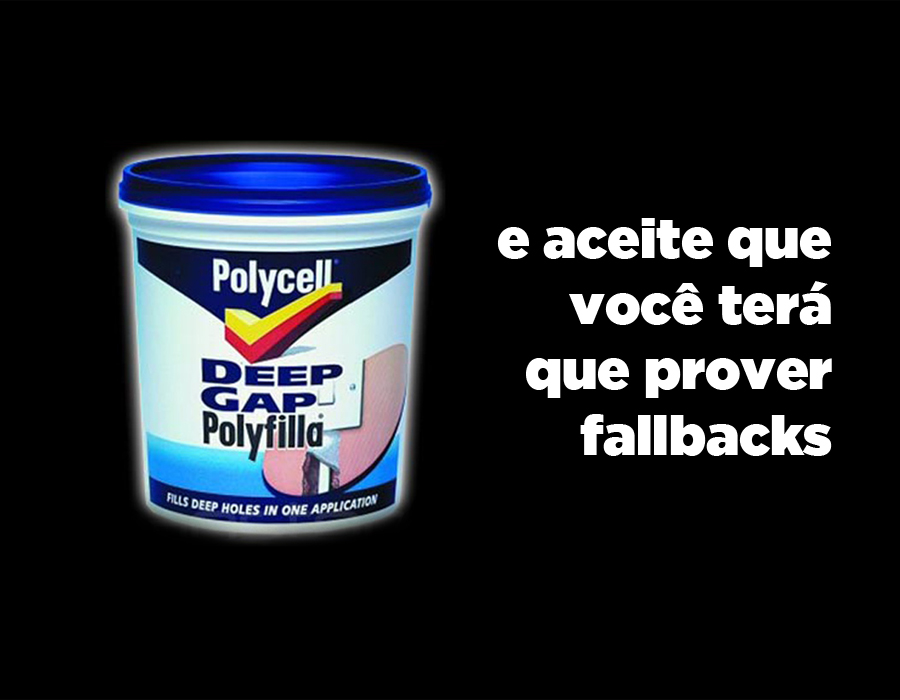 Polycell
DEEP
GAP
Polyfilla
FILLS DEEP HOLES IN ONE APPLICATION
e aceite que
você terá
que prover
fallbacks